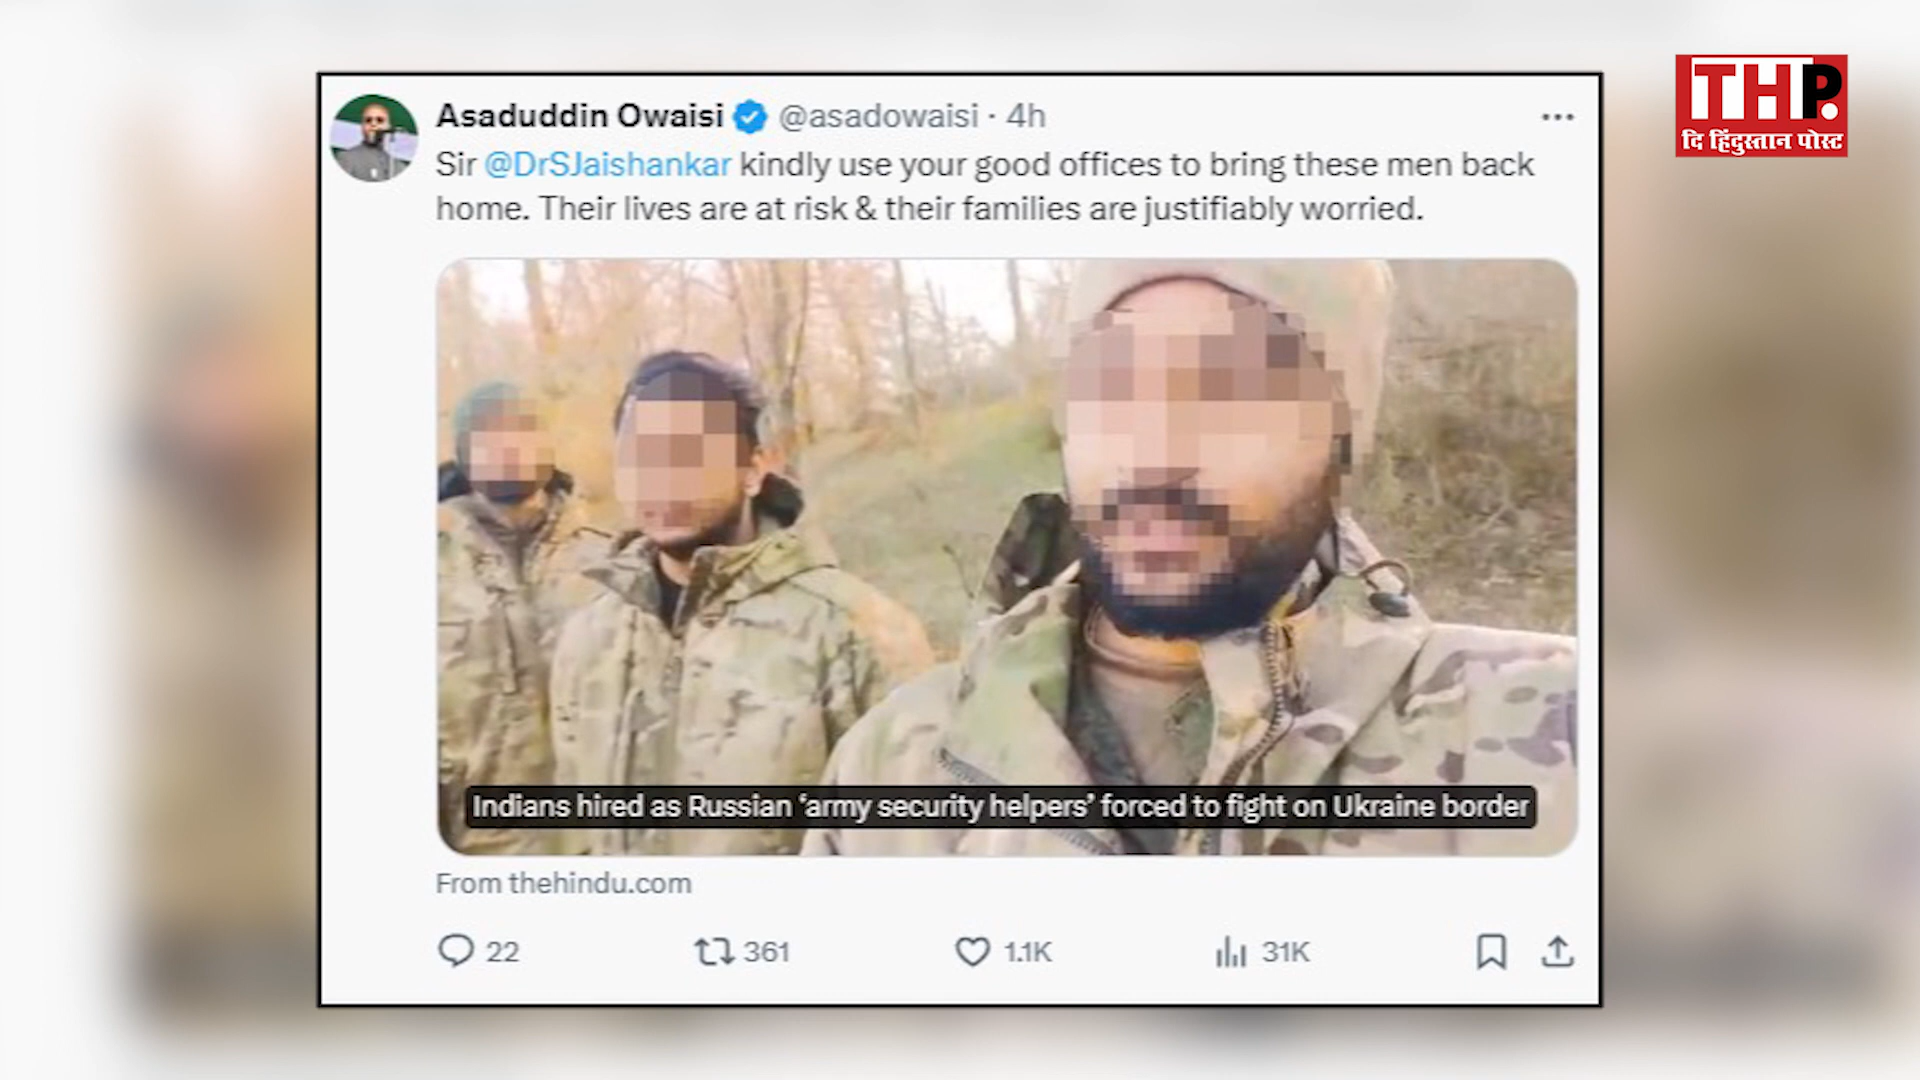 Asaduddin Owaisi @asadowaisi · 4h
Sir @DrSJaishankar kindly use your good offices to bring these men back
home. Their lives are at risk & their families are justifiably worried.
Indians hired as Russian ‘army security helpers’ forced to fight on Ukraine border
From thehindu.com
22 361 1.1K 31K
THP.
दि हिंदुस्तान पोस्ट